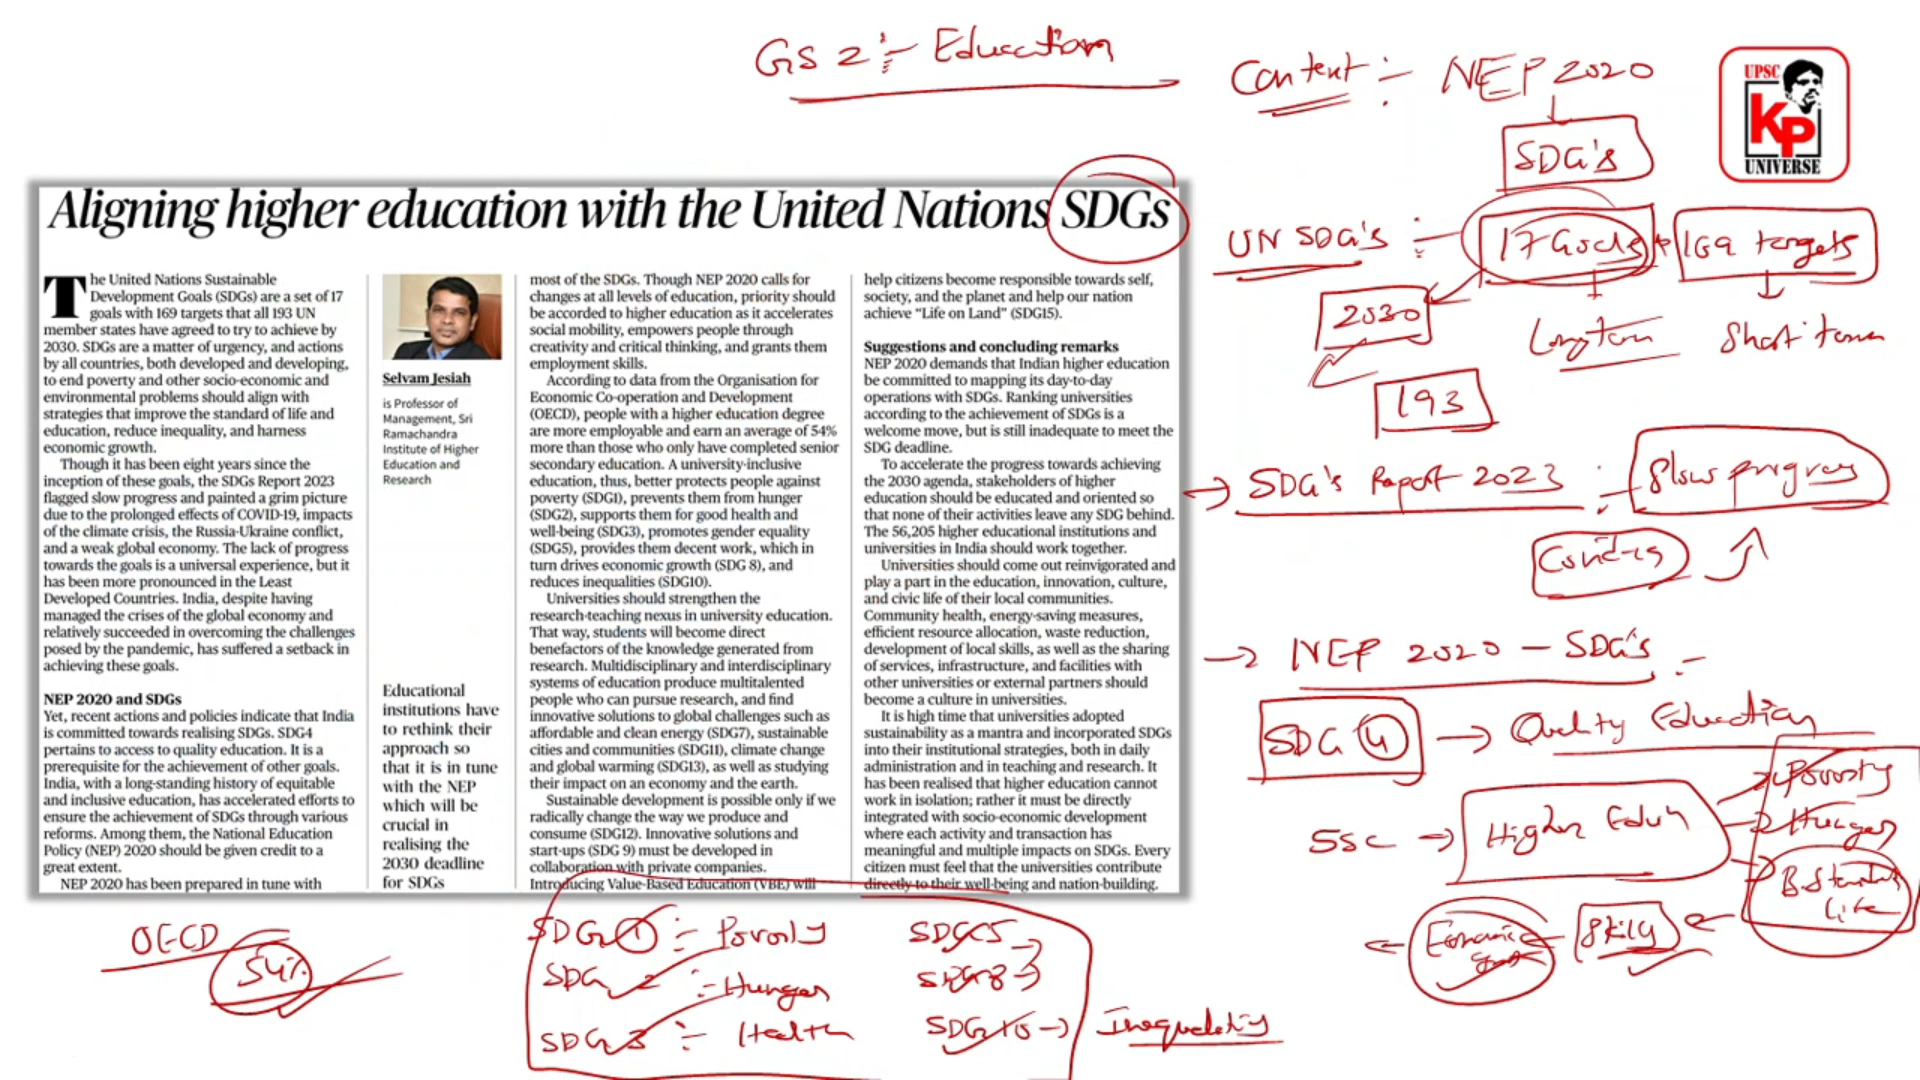 GS 2 :- Education
Context :- NEP 2020
SDG's
UPSC
KP
UNIVERSE
Aligning higher education with the United Nations SDGs
The United Nations Sustainable
Development Goals (SDGs) are a set of 17
goals with 169 targets that all 193 UN
member states have agreed to try to achieve by
2030. SDGs are a matter of urgency, and actions
by all countries, both developed and developing,
to end poverty and other socio-economic and
environmental problems should align with
strategies that improve the standard of life and
education, reduce inequality, and harness
economic growth.
Though it has been eight years since the
inception of these goals, the SDGs Report 2023
flagged slow progress and painted a grim picture
due to the prolonged effects of COVID-19, impacts
of the climate crisis, the Russia-Ukraine conflict,
and a weak global economy. The lack of progress
towards the goals is a universal experience, but it
has been more pronounced in the Least
Developed Countries. India, despite having
managed the crises of the global economy and
relatively succeeded in overcoming the challenges
posed by the pandemic, has suffered a setback in
achieving these goals.
NEP 2020 and SDGs
Yet, recent actions and policies indicate that India
is committed towards realising SDGs. SDG4
pertains to access to quality education. It is a
prerequisite for the achievement of other goals.
India, with a long-standing history of equitable
and inclusive education, has accelerated efforts to
ensure the achievement of SDGs through various
reforms. Among them, the National Education
Policy (NEP) 2020 should be given credit to a
great extent.
NEP 2020 has been prepared in tune with
Selvam Jesiah
is Professor of
Management, Sri
Ramachandra
Institute of Higher
Education and
Research
Educational
institutions have
to rethink their
approach so
that it is in tune
with the NEP
which will be
crucial in
realising the
2030 deadline
for SDGs
most of the SDGs. Though NEP 2020 calls for
changes at all levels of education, priority should
be accorded to higher education as it accelerates
social mobility, empowers people through
creativity and critical thinking, and grants them
employment skills.
According to data from the Organisation for
Economic Co-operation and Development
(OECD), people with a higher education degree
are more employable and earn an average of 54%
more than those who only have completed senior
secondary education. A university-inclusive
education, thus, better protects people against
poverty (SDG1), prevents them from hunger
(SDG2), supports them for good health and
well-being (SDG3), promotes gender equality
(SDG5), provides them decent work, which in
turn drives economic growth (SDG 8), and
reduces inequalities (SDG10).
Universities should strengthen the
research-teaching nexus in university education.
That way, students will become direct
benefactors of the knowledge generated from
research. Multidisciplinary and interdisciplinary
systems of education produce multitalented
people who can pursue research, and find
innovative solutions to global challenges such as
affordable and clean energy (SDG7), sustainable
cities and communities (SDG11), climate change
and global warming (SDG13), as well as studying
their impact on an economy and the earth.
Sustainable development is possible only if we
radically change the way we produce and
consume (SDG12). Innovative solutions and
start-ups (SDG 9) must be developed in
collaboration with private companies.
Introducing Value-Based Education (VBE) will
help citizens become responsible towards self,
society, and the planet and help our nation
achieve “Life on Land” (SDG15).
Suggestions and concluding remarks
NEP 2020 demands that Indian higher education
be committed to mapping its day-to-day
operations with SDGs. Ranking universities
according to the achievement of SDGs is a
welcome move, but is still inadequate to meet the
SDG deadline.
To accelerate the progress towards achieving
the 2030 agenda, stakeholders of higher
education should be educated and oriented so
that none of their activities leave any SDG behind.
The 56,205 higher educational institutions and
universities in India should work together.
Universities should come out reinvigorated and
play a part in the education, innovation, culture,
and civic life of their local communities.
Community health, energy-saving measures,
efficient resource allocation, waste reduction,
development of local skills, as well as the sharing
of services, infrastructure, and facilities with
other universities or external partners should
become a culture in universities.
It is high time that universities adopted
sustainability as a mantra and incorporated SDGs
into their institutional strategies, both in daily
administration and in teaching and research. It
has been realised that higher education cannot
work in isolation; rather it must be directly
integrated with socio-economic development
where each activity and transaction has
meaningful and multiple impacts on SDGs. Every
citizen must feel that the universities contribute
directly to their well-being and nation-building.
UN SDG's :- 17 Goals 169 targets
2030
Long term Short term
193
→ SDG's Report 2023 :- Slow progress
Covid-19
→ NEP 2020 - SDG's :-
SDG 4 → Quality Education
Poverty
SSC → Higher Edun
Hunger
B. Standard
Life
Economic Skills
OECD
54%
SDG 1 :- Poverty SDG 5
SDG 2 :- Hunger SDG 8
SDG 3 :- Health SDG 10 → Inequality